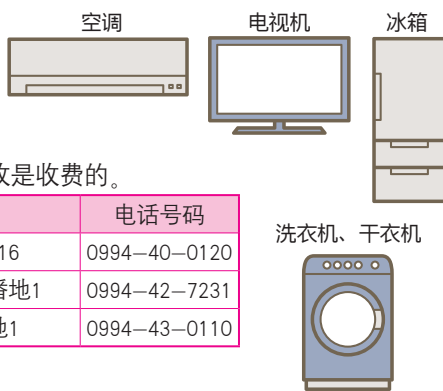 空调 电视机 冰箱
收是收费的。
电话号码
16 0994–40–0120
番地1 0994–42–7231
地1 0994–43–0110
洗衣机、干衣机